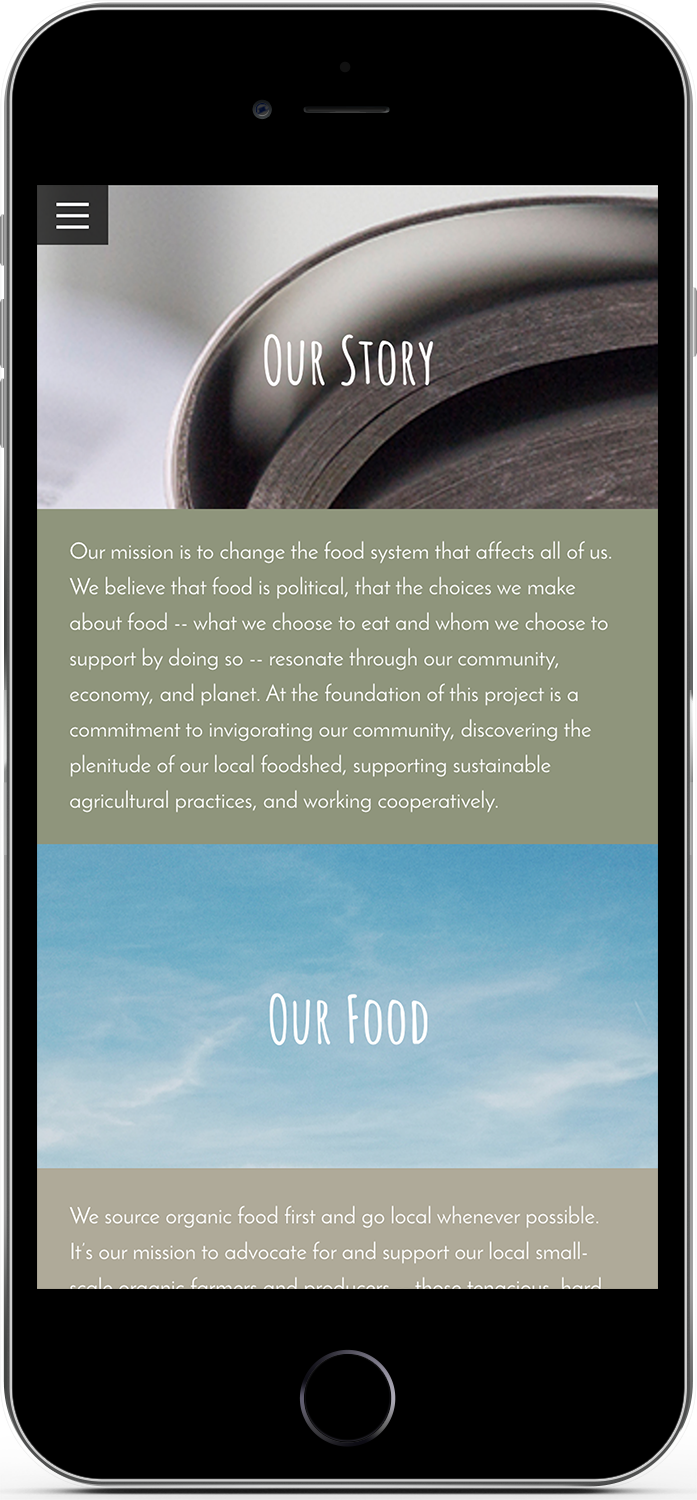 Our Story
Our mission is to change the food system that affects all of us.
We believe that food is political, that the choices we make
about food -- what we choose to eat and whom we choose to
support by doing so -- resonate through our community,
economy, and planet. At the foundation of this project is a
commitment to invigorating our community, discovering the
plenitude of our local foodshed, supporting sustainable
agricultural practices, and working cooperatively.
Our Food
We source organic food first and go local whenever possible.
It's our mission to advocate for and support our local small-
scale organic farmers and producers -- those tenacious, hard